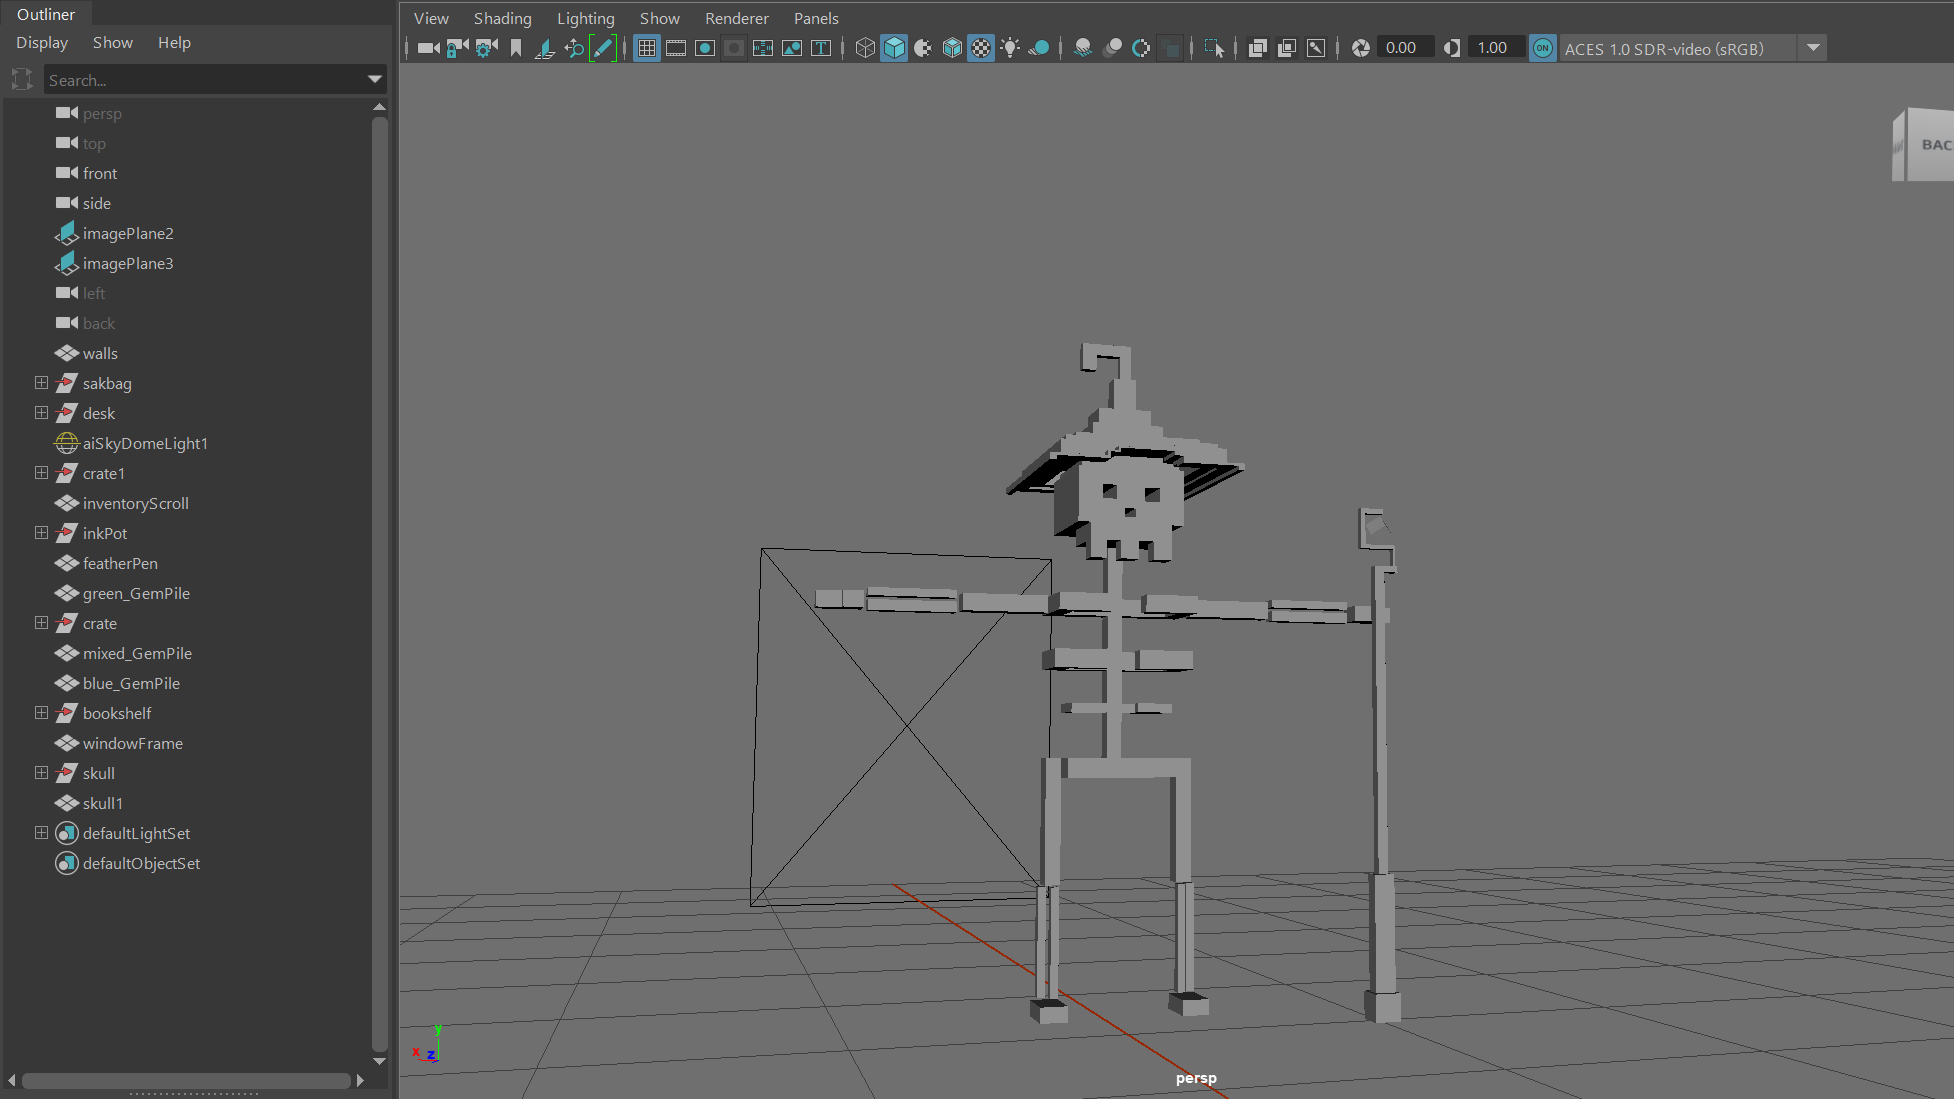 Outliner
Display Show Help
Search...
persp
top
front
side
imagePlane2
imagePlane3
left
back
walls
sakbag
desk
aiSkyDomeLight1
crate1
inventoryScroll
inkPot
featherPen
green_GemPile
crate
mixed_GemPile
blue_GemPile
bookshelf
windowFrame
skull
skull1
defaultLightSet
defaultObjectSet
View Shading Lighting Show Renderer Panels
0.00 1.00 ON ACES 1.0 SDR-video (sRGB)
BAC
y
x z
persp